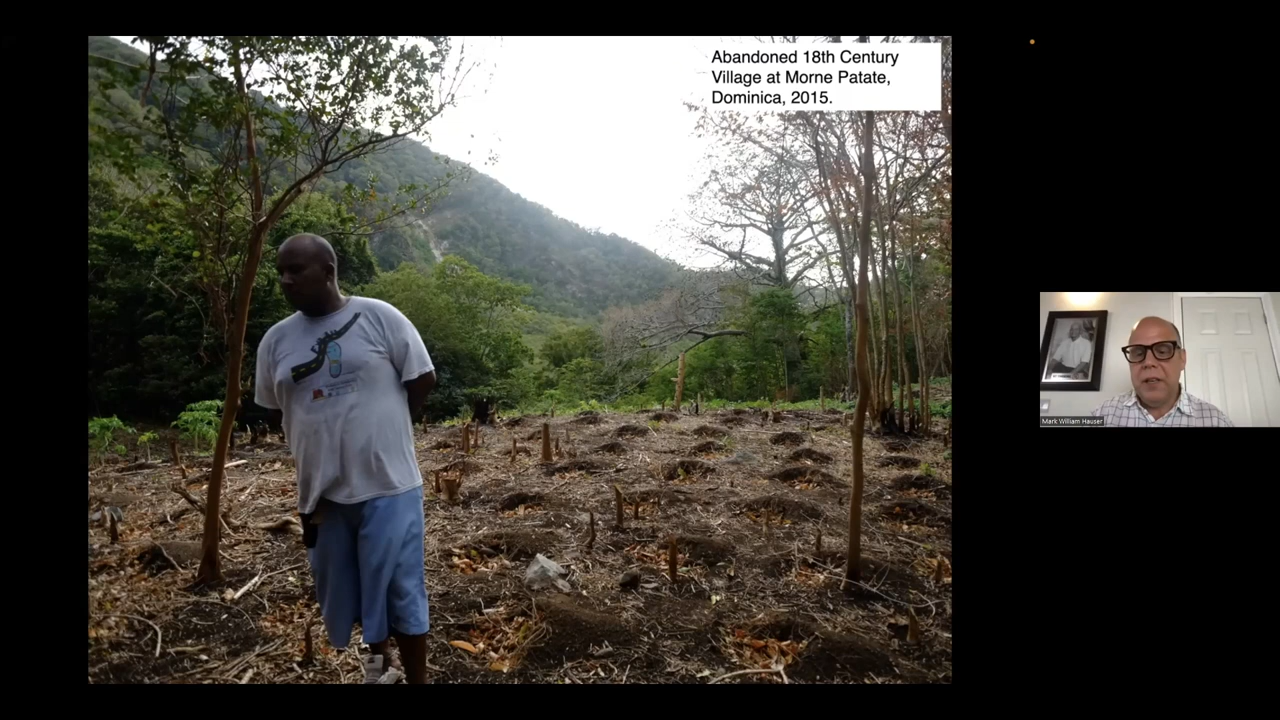 Abandoned 18th Century
Village at Morne Patate,
Dominica, 2015.
Mark William Hauser